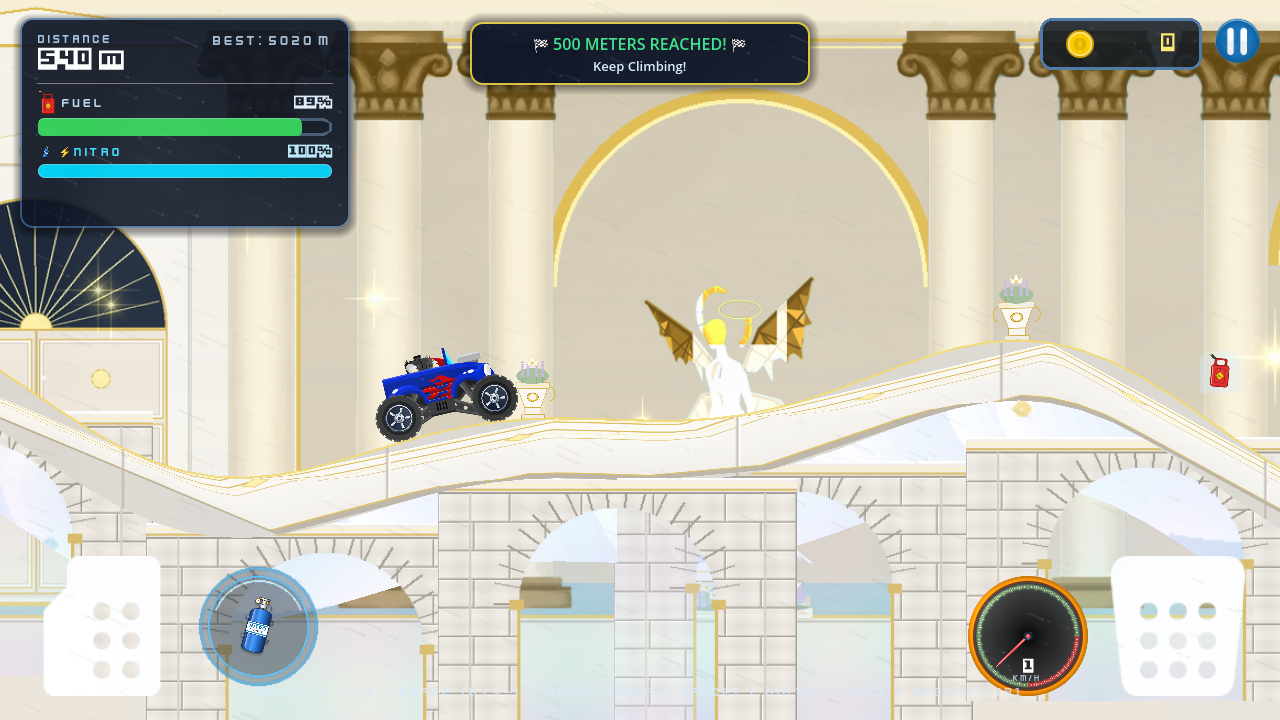 DISTANCE
BEST: 5020 M
540 m
FUEL
89%
NITRO
100%
500 METERS REACHED!
Keep Climbing!
0
1
KM/H